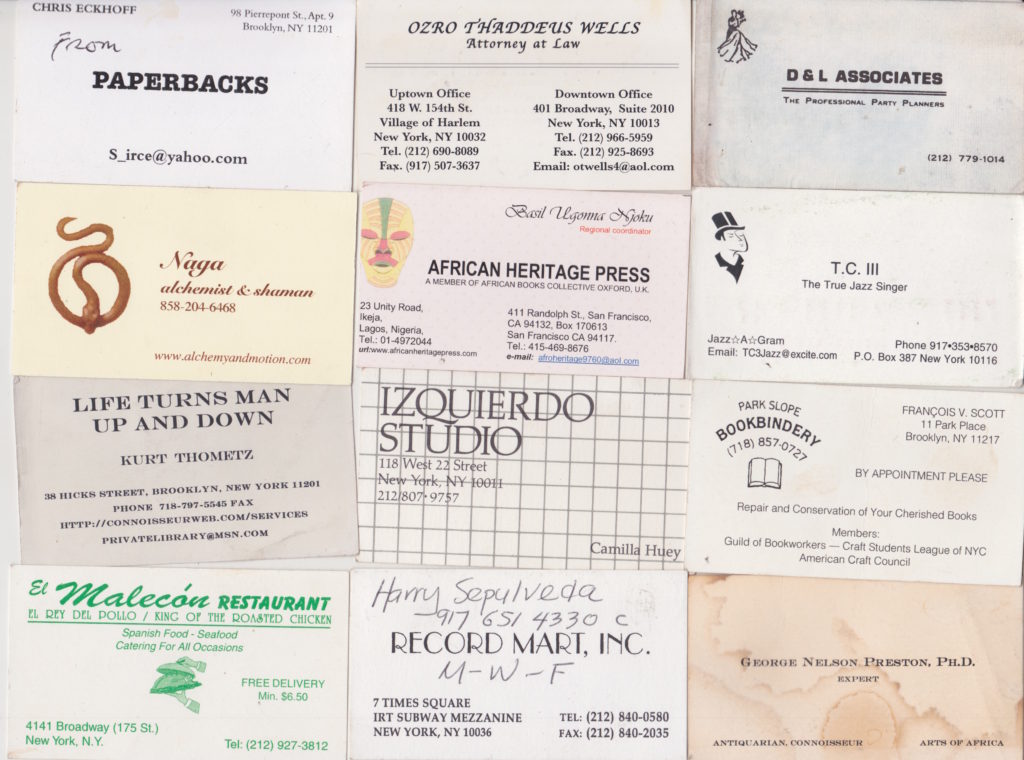 CHRIS ECKHOFF
98 Pierrepont St., Apt. 9
Brooklyn, NY 11201
From
PAPERBACKS
S_irce@yahoo.com
OZRO THADDEUS WELLS
Attorney at Law
Uptown Office
418 W. 154th St.
Village of Harlem
New York, NY 10032
Tel. (212) 690-8089
Fax. (917) 507-3637
Downtown Office
401 Broadway, Suite 2010
New York, NY 10013
Tel. (212) 966-5959
Fax. (212) 925-8693
Email: otwells4@aol.com
D & L ASSOCIATES
THE PROFESSIONAL PARTY PLANNERS
(212) 779-1014
Naga
alchemist & shaman
858-204-6468
www.alchemyandmotion.com
Basil Ugonna Njoku
Regional coordinator
AFRICAN HERITAGE PRESS
A MEMBER OF AFRICAN BOOKS COLLECTIVE OXFORD, U.K.
23 Unity Road,
Ikeja,
Lagos, Nigeria,
Tel.: 01-4972044
url:www.africanheritagepress.com
411 Randolph St., San Francisco,
CA 94132, Box 170613
San Francisco CA 94117.
Tel.: 415-469-8676
e-mail: afroheritage9760@aol.com
T.C. III
The True Jazz Singer
Jazz☆A☆Gram
Email: TC3Jazz@excite.com
Phone 917•353•8570
P.O. Box 387 New York 10116
LIFE TURNS MAN
UP AND DOWN
KURT THOMETZ
38 HICKS STREET, BROOKLYN, NEW YORK 11201
PHONE 718-797-5545 FAX
HTTP://CONNOISSEURWEB.COM/SERVICES
PRIVATELIBRARY@MSN.COM
IZQUIERDO
STUDIO
118 West 22 Street
New York, NY 10011
212/807•9757
Camilla Huey
PARK SLOPE
BOOKBINDERY
(718) 857-0727
FRANÇOIS V. SCOTT
11 Park Place
Brooklyn, NY 11217
BY APPOINTMENT PLEASE
Repair and Conservation of Your Cherished Books
Members:
Guild of Bookworkers — Craft Students League of NYC
American Craft Council
El Malecón RESTAURANT
EL REY DEL POLLO / KING OF THE ROASTED CHICKEN
Spanish Food - Seafood
Catering For All Occasions
FREE DELIVERY
Min. $6.50
4141 Broadway (175 St.)
New York, N.Y.
Tel: (212) 927-3812
Harry Sepulveda
917 651 4330 c
RECORD MART, INC.
M-W-F
7 TIMES SQUARE
IRT SUBWAY MEZZANINE
NEW YORK, NY 10036
TEL: (212) 840-0580
FAX: (212) 840-2035
GEORGE NELSON PRESTON, PH.D.
EXPERT
ANTIQUARIAN, CONNOISSEUR
ARTS OF AFRICA